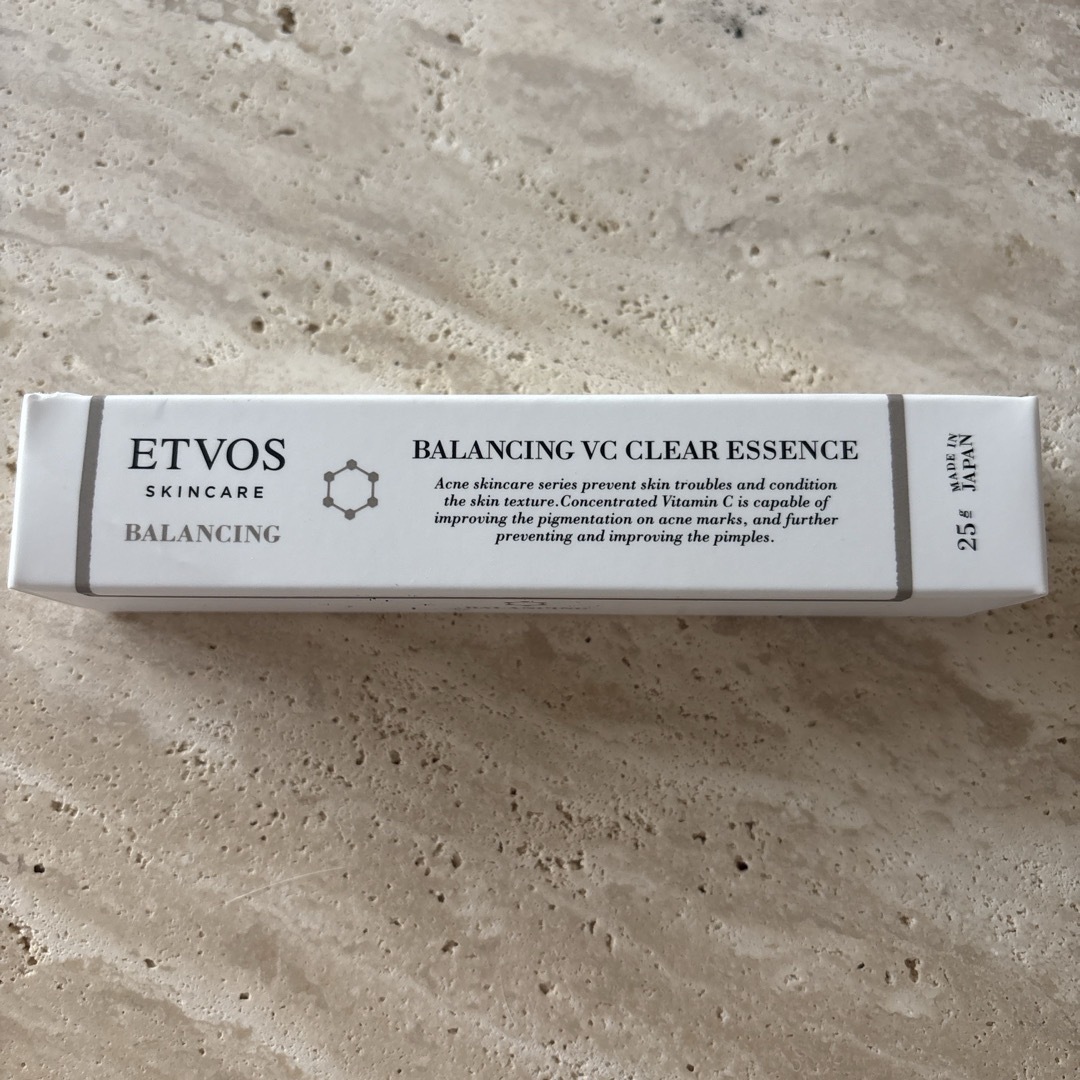 ETVOS
SKINCARE
BALANCING
BALANCING VC CLEAR ESSENCE
Acne skincare series prevent skin troubles and condition
the skin texture.Concentrated Vitamin C is capable of
improving the pigmentation on acne marks, and further
preventing and improving the pimples.
25g
MADE IN
JAPAN